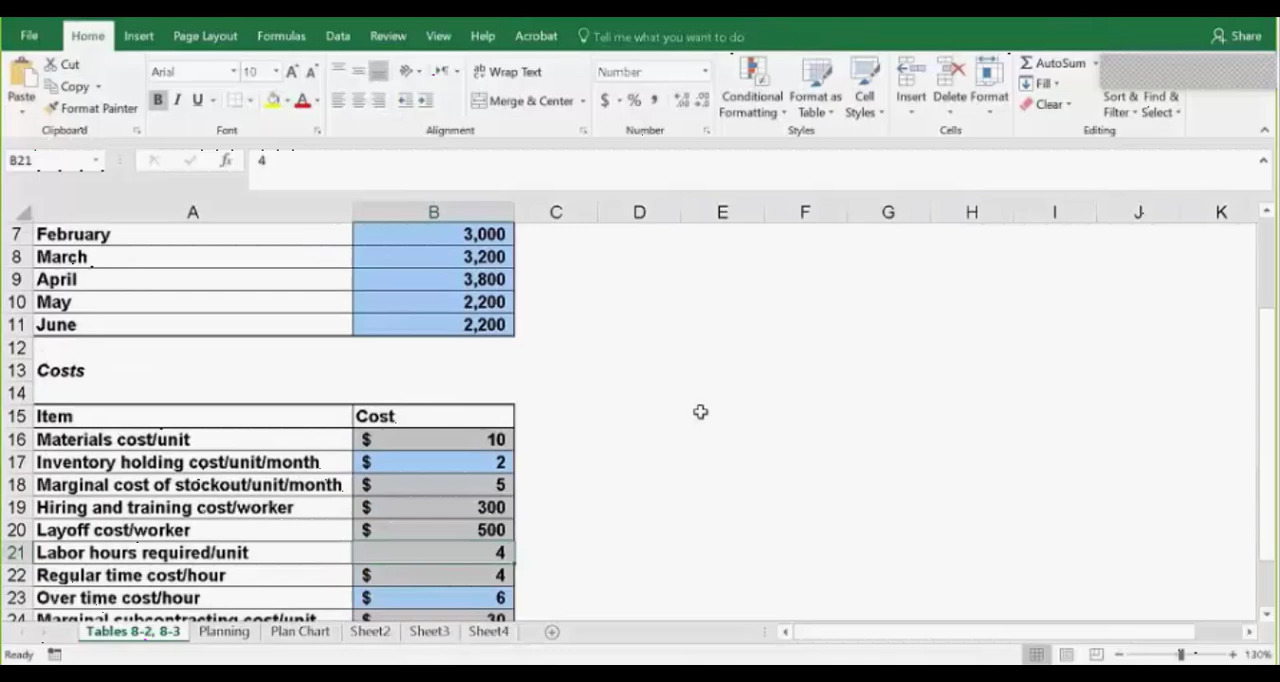 File Home Insert Page Layout Formulas Data Review View Help Acrobat Tell me what you want to do Share
Cut
Copy
Format Painter
Paste
Clipboard
Arial 10
B I U
Font
Wrap Text
Merge & Center
Alignment
Number
$ % ,
Number
Conditional Formatting
Format as Table
Cell Styles
Styles
Insert Delete Format
Cells
AutoSum
Fill
Clear
Sort & Filter
Find & Select
Editing
B21 fx 4
A B C D E F G H I J K
7 February 3,000
8 March 3,200
9 April 3,800
10 May 2,200
11 June 2,200
12
13 Costs
14
15 Item Cost
16 Materials cost/unit $ 10
17 Inventory holding cost/unit/month $ 2
18 Marginal cost of stockout/unit/month $ 5
19 Hiring and training cost/worker $ 300
20 Layoff cost/worker $ 500
21 Labor hours required/unit 4
22 Regular time cost/hour $ 4
23 Over time cost/hour $ 6
24 Marginal subcontracting cost/unit $ 30
Tables 8-2, 8-3 Planning Plan Chart Sheet2 Sheet3 Sheet4
Ready 130%